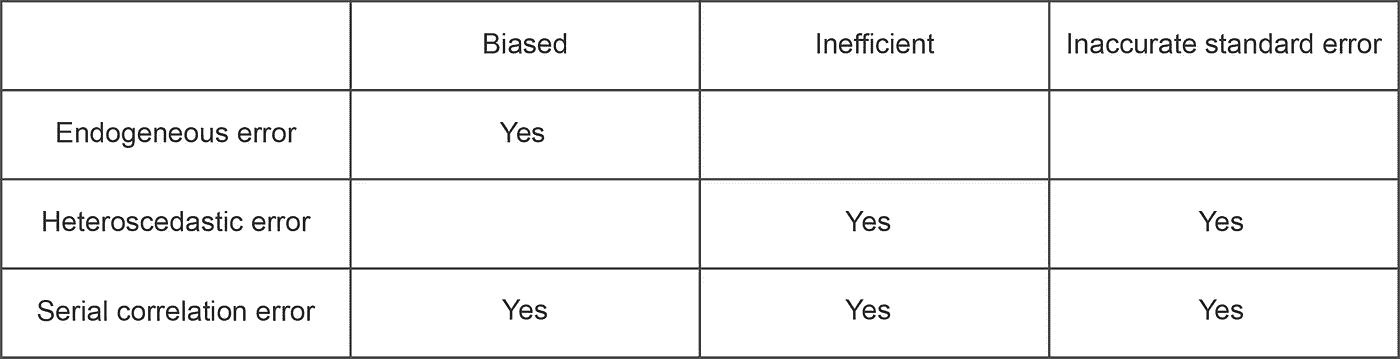 Biased Inefficient Inaccurate standard error
Endogeneous error Yes
Heteroscedastic error Yes Yes
Serial correlation error Yes Yes Yes